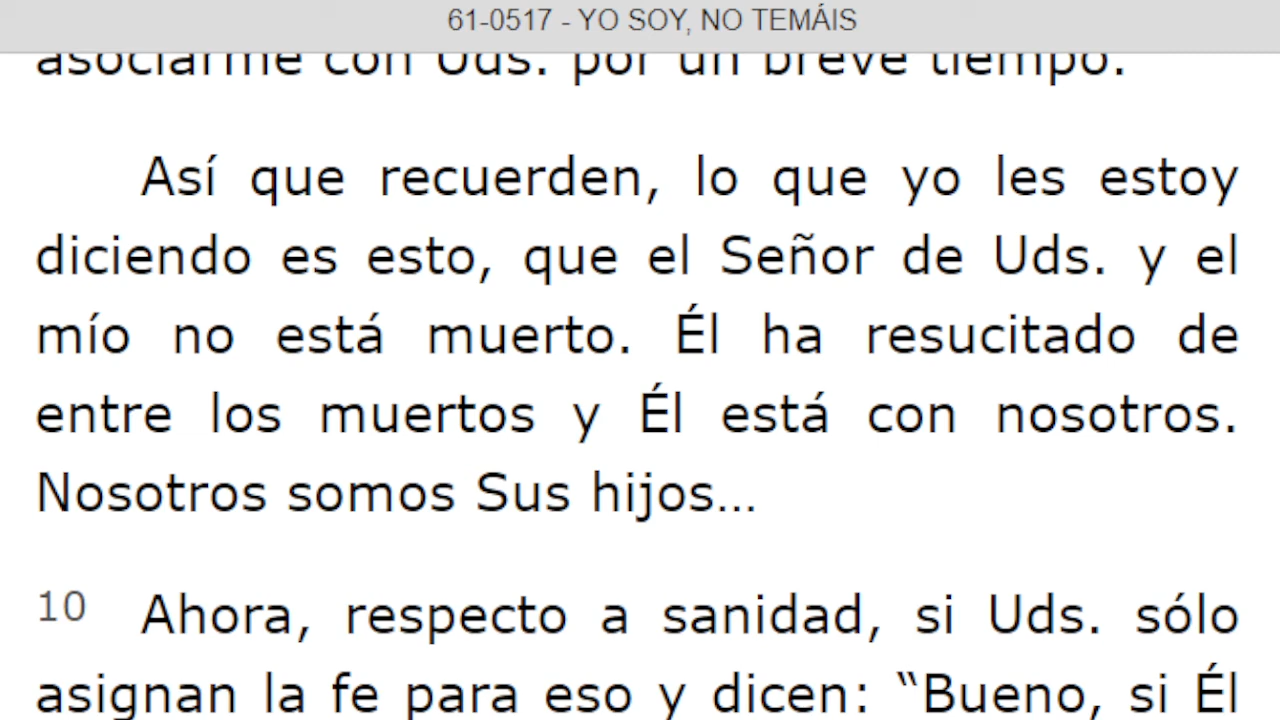 61-0517 - YO SOY, NO TEMÁIS
asociarme con Uds. por un breve tiempo.
Así que recuerden, lo que yo les estoy
diciendo es esto, que el Señor de Uds. y el
mío no está muerto. Él ha resucitado de
entre los muertos y Él está con nosotros.
Nosotros somos Sus hijos...
10 Ahora, respecto a sanidad, si Uds. sólo
asignan la fe para eso y dicen: “Bueno, si Él